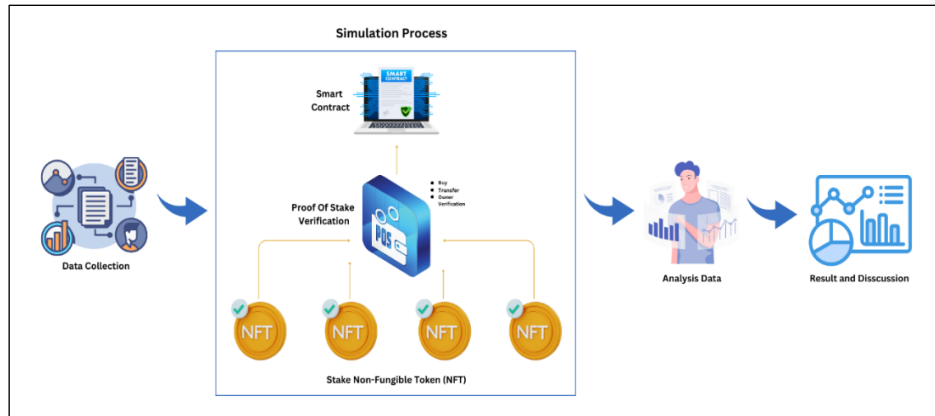 Simulation Process
SMART
CONTRACT
Smart
Contract
Buy
Transfer
Owner
Verification
Proof Of Stake
Verification
POS
Data Collection
Analysis Data
Result and Disscussion
NFT
NFT
NFT
NFT
Stake Non-Fungible Token (NFT)